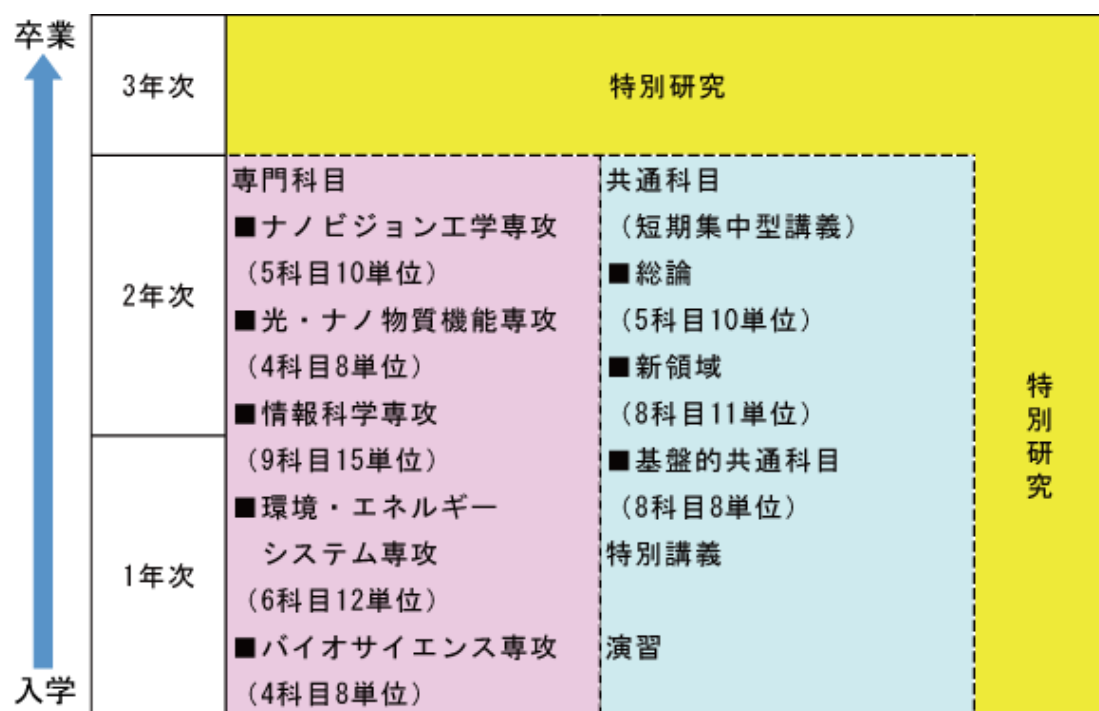 卒業
3年次
特別研究
2年次
専門科目
■ナノビジョン工学専攻
(5科目10単位)
■光・ナノ物質機能専攻
(4科目8単位)
■情報科学専攻
(9科目15単位)
■環境・エネルギー
システム専攻
(6科目12単位)
■バイオサイエンス専攻
(4科目8単位)
共通科目
(短期集中型講義)
■総論
(5科目10単位)
■新領域
(8科目11単位)
■基盤的共通科目
(8科目8単位)
特別講義
演習
特別研究
1年次
入学